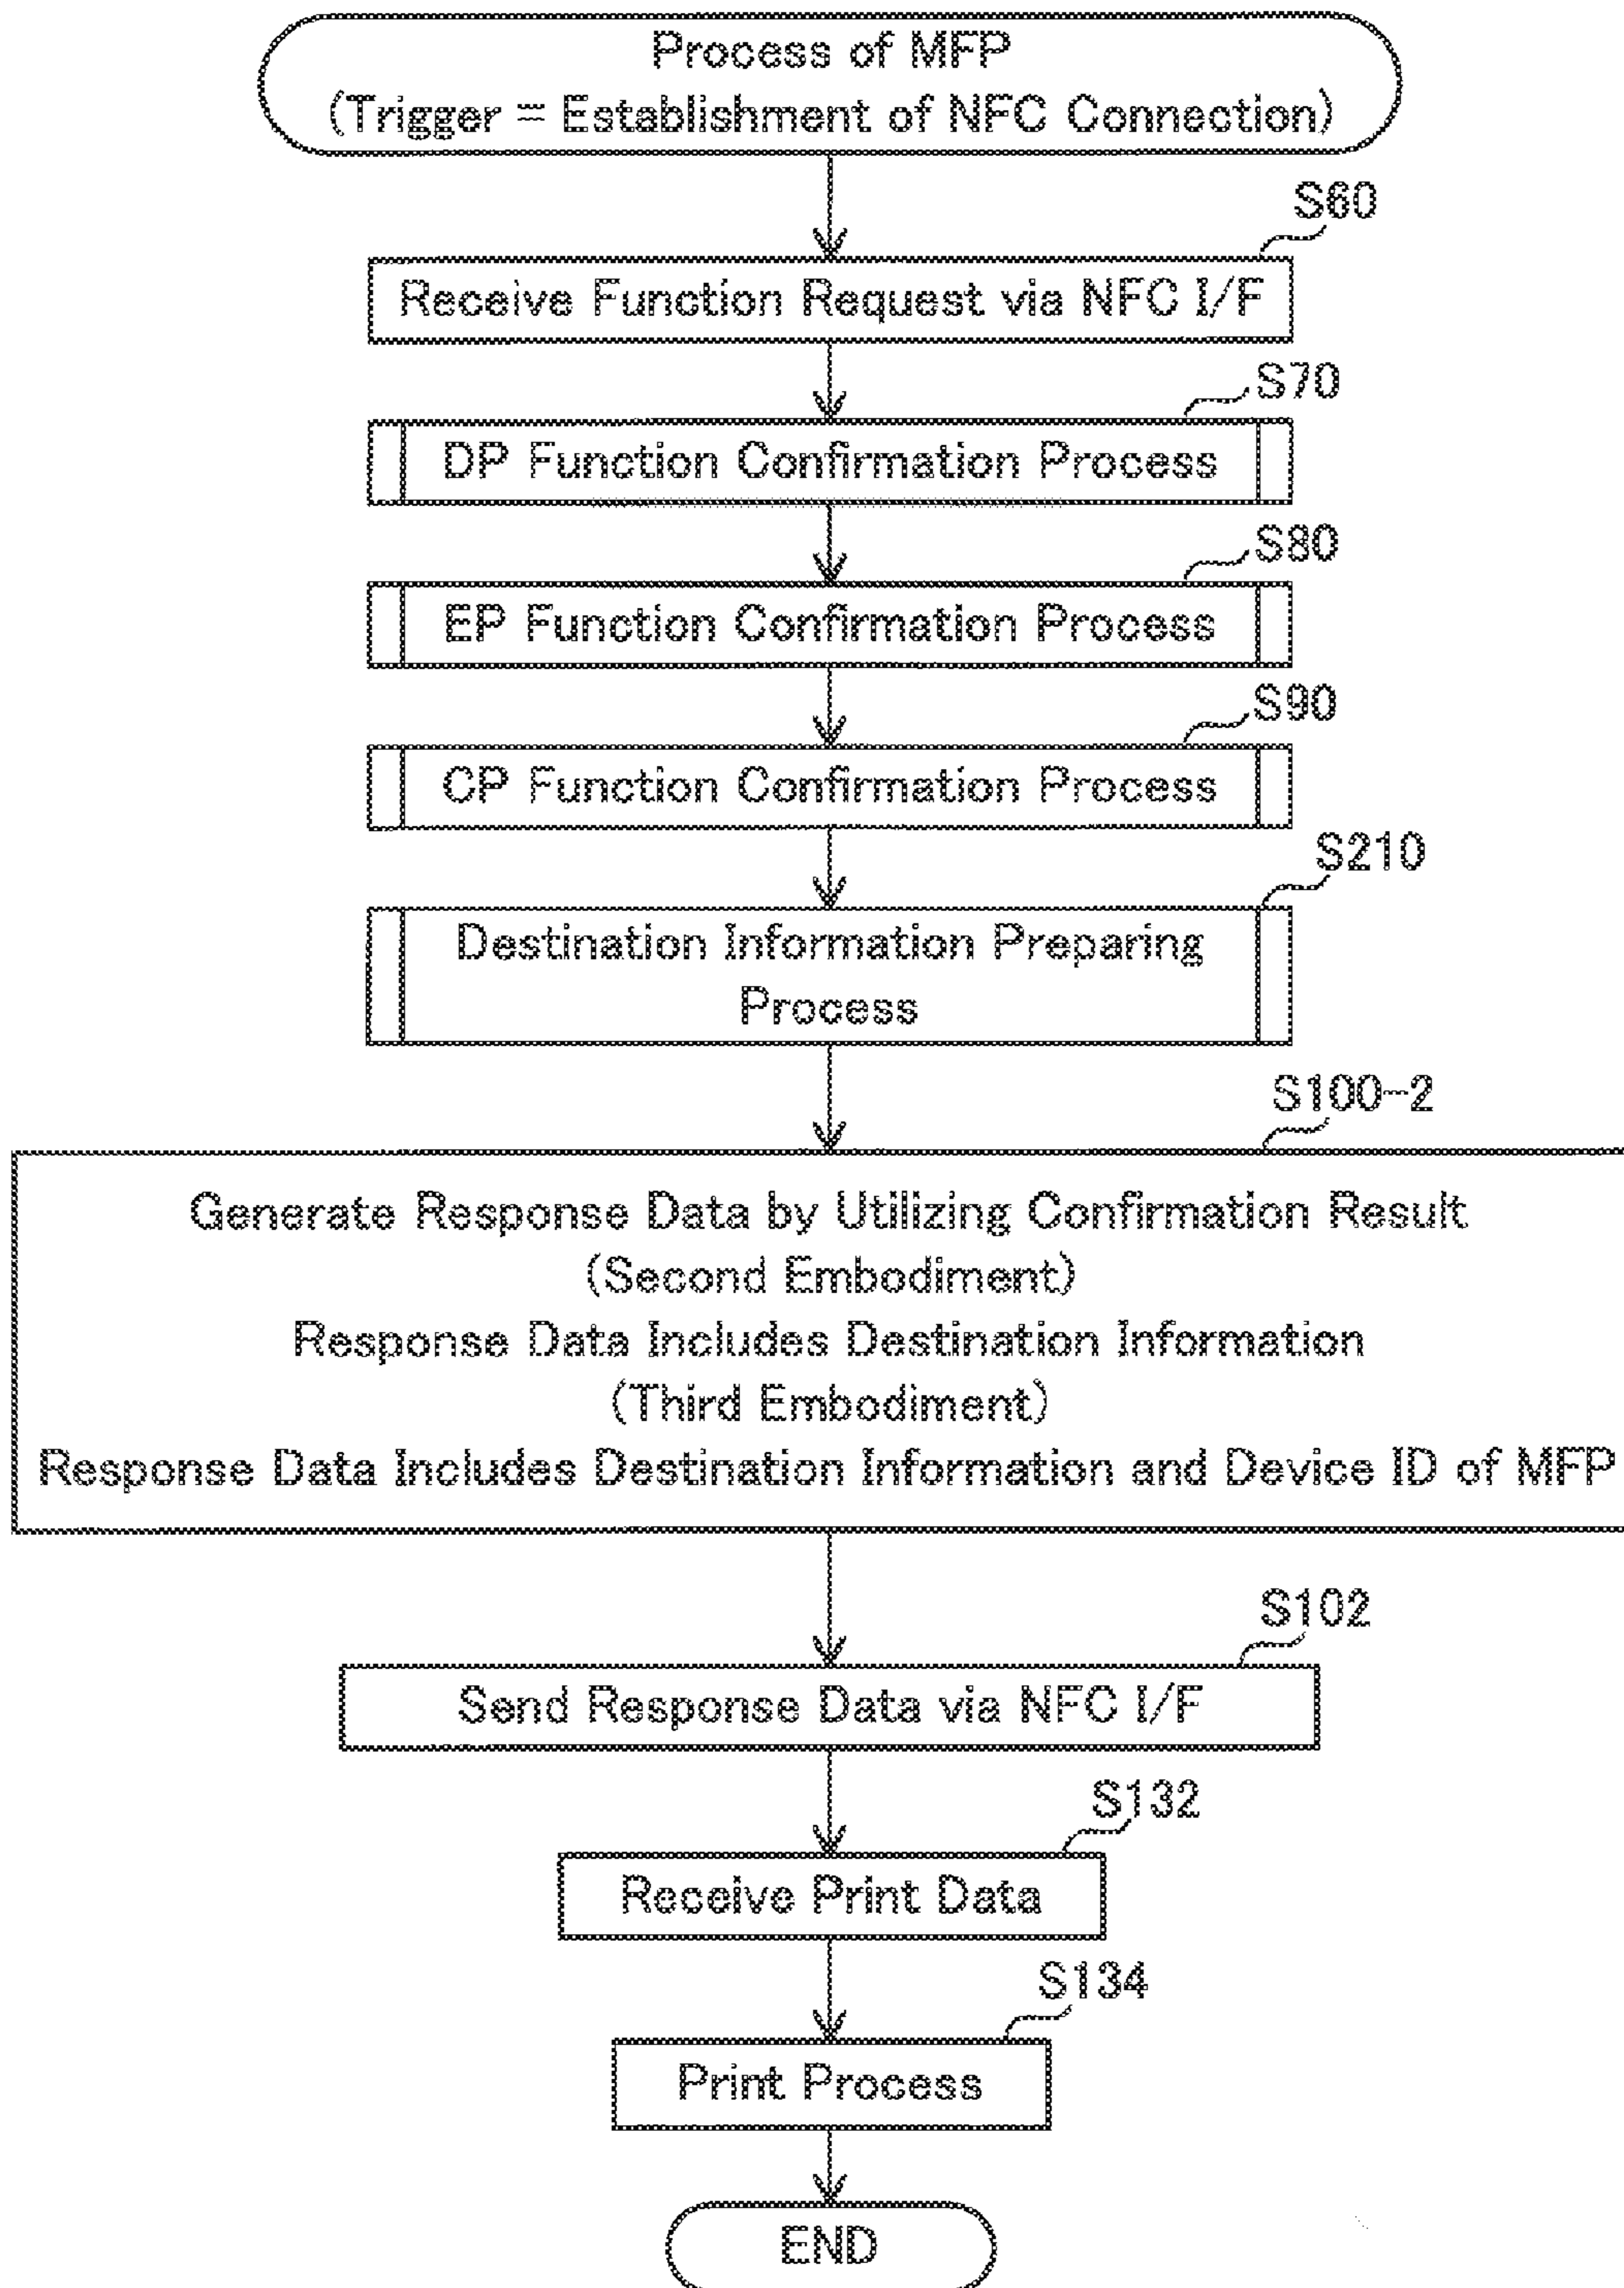 Process of MFP
(Trigger = Establishment of NFC Connection)
S60
Receive Function Request via NFC I/F
S70
DP Function Confirmation Process
S80
EP Function Confirmation Process
S90
CP Function Confirmation Process
S210
Destination Information Preparing
Process
S100-2
Generate Response Data by Utilizing Confirmation Result
(Second Embodiment)
Response Data Includes Destination Information
(Third Embodiment)
Response Data Includes Destination Information and Device ID of MFP
S102
Send Response Data via NFC I/F
S132
Receive Print Data
S134
Print Process
END